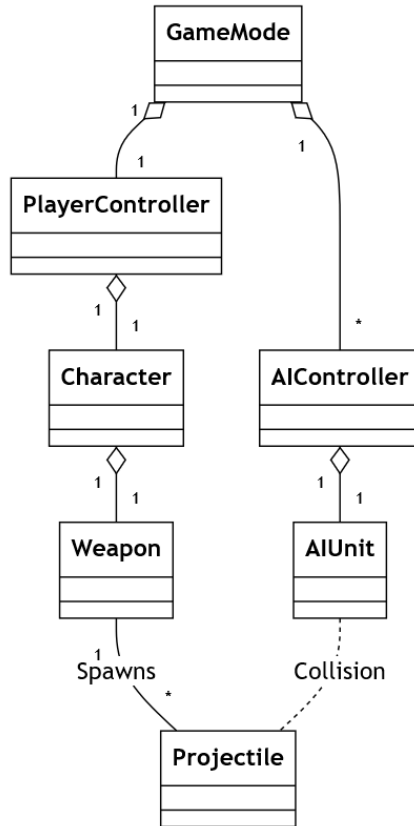 GameMode
1
1
1
PlayerController
1
1
*
Character
AIController
1
1
1
1
Weapon
AIUnit
1
Spawns
Collision
*
Projectile